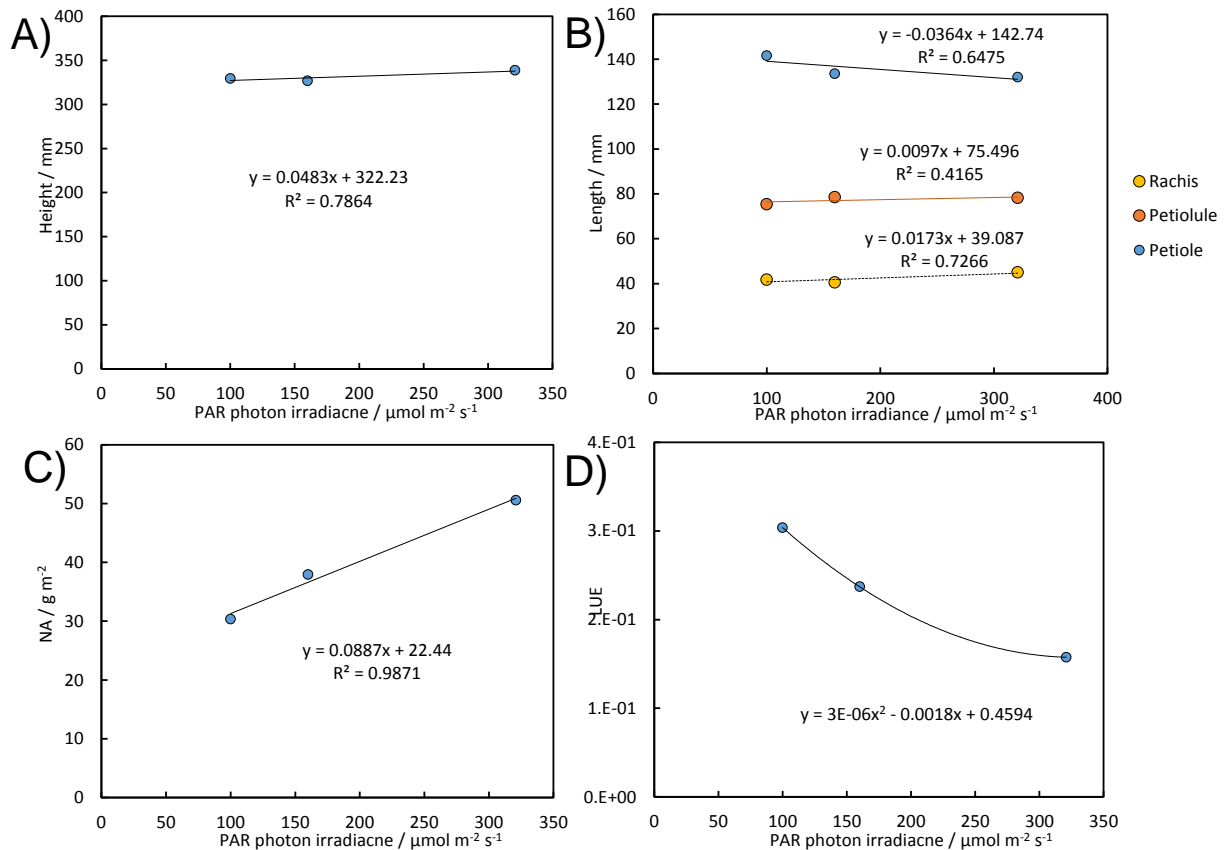 A)
400
350
300
250
200
150
100
50
0
Height / mm
y = 0.0483x + 322.23
R² = 0.7864
0 50 100 150 200 250 300 350
PAR photon irradiacne / µmol m⁻² s⁻¹
B)
160
140
120
100
80
60
40
20
0
Length / mm
y = -0.0364x + 142.74
R² = 0.6475
y = 0.0097x + 75.496
R² = 0.4165
y = 0.0173x + 39.087
R² = 0.7266
0 100 200 300 400
PAR photon irradiance / µmol m⁻² s⁻¹
Rachis
Petiolule
Petiole
C)
60
50
40
30
20
10
0
NA / g m⁻²
y = 0.0887x + 22.44
R² = 0.9871
0 50 100 150 200 250 300 350
PAR photon irradiacne / µmol m⁻² s⁻¹
D)
4.E-01
3.E-01
2.E-01
1.E-01
0.E+00
LUE
y = 3E-06x² - 0.0018x + 0.4594
0 50 100 150 200 250 300 350
PAR photon irradiacne / µmol m⁻² s⁻¹